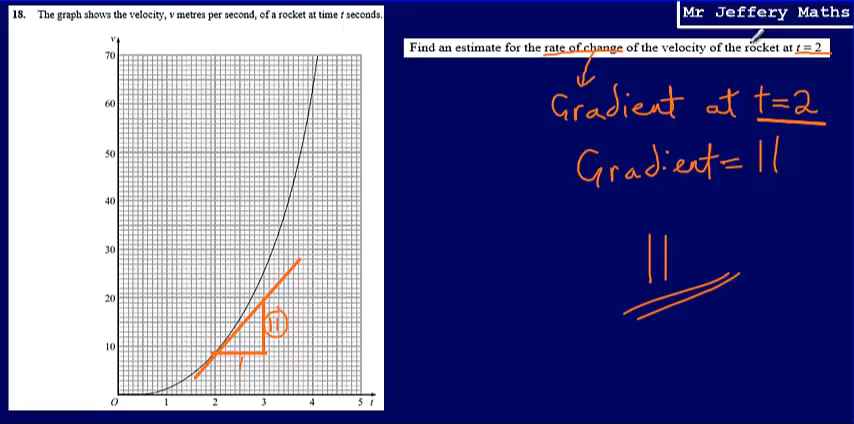 18. The graph shows the velocity, v metres per second, of a rocket at time t seconds.
Mr Jeffery Maths
Find an estimate for the rate of change of the velocity of the rocket at t = 2
Gradient at t=2
Gradient = 11
11
v
70
60
50
40
30
20
10
11
1
O 1 2 3 4 5 t